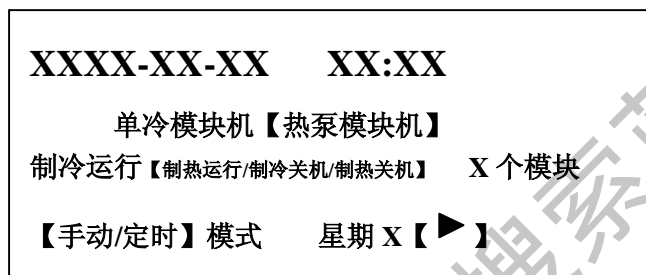 XXXX-XX-XX XX:XX
单冷模块机【热泵模块机】
制冷运行【制热运行/制冷关机/制热关机】 X 个模块
【手动/定时】模式 星期 X【▶】
搜索